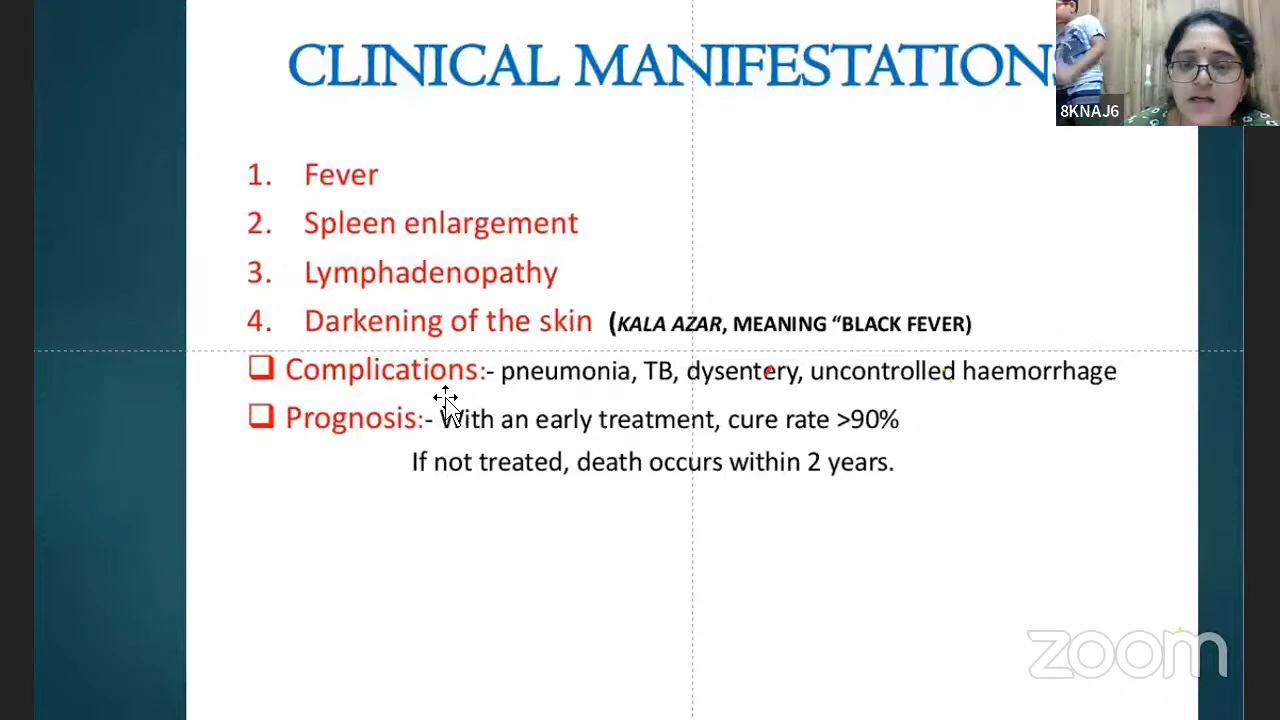 CLINICAL MANIFESTATIONS
8KNAJ6
1. Fever
2. Spleen enlargement
3. Lymphadenopathy
4. Darkening of the skin (KALA AZAR, MEANING “BLACK FEVER)
Complications:- pneumonia, TB, dysentery, uncontrolled haemorrhage
Prognosis:- With an early treatment, cure rate >90%
If not treated, death occurs within 2 years.
zoom